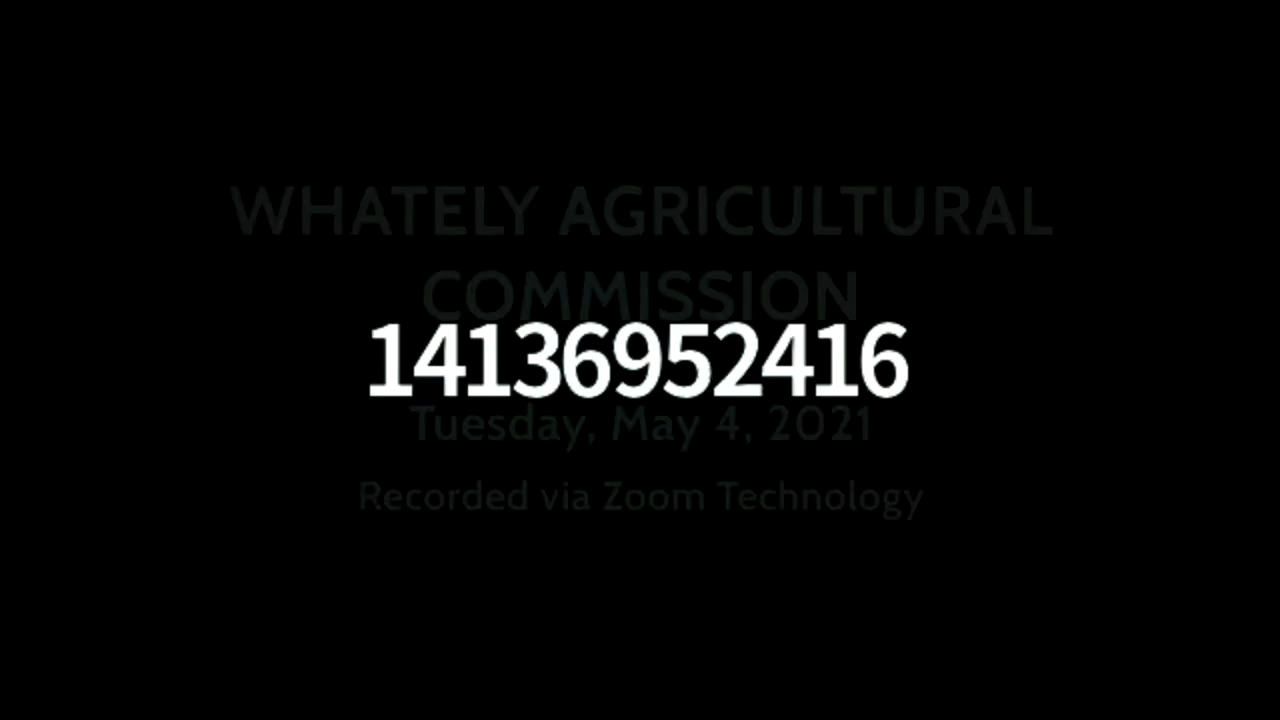 WHATELY AGRICULTURAL
COMMISSION
14136952416
Tuesday, May 4, 2021
Recorded via Zoom Technology